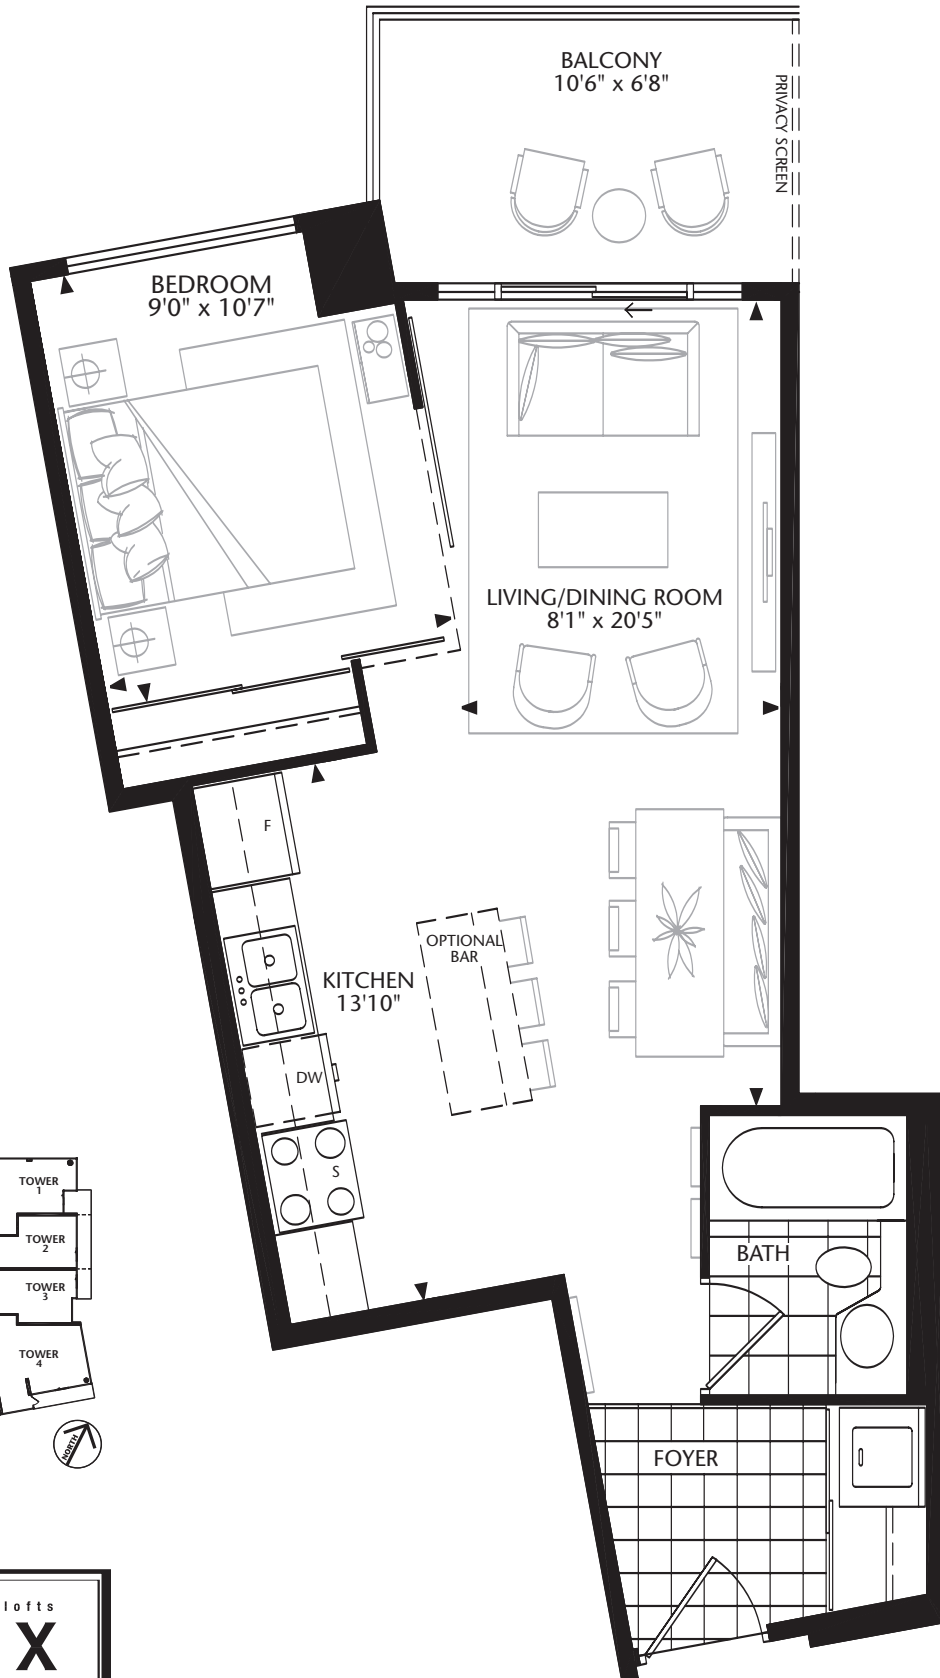 BALCONY
10'6" x 6'8"
PRIVACY SCREEN
BEDROOM
9'0" x 10'7"
LIVING/DINING ROOM
8'1" x 20'5"
F
OPTIONAL
BAR
KITCHEN
13'10"
DW
S
BATH
FOYER
TOWER
1
TOWER
2
TOWER
3
TOWER
4
NORTH
lofts
X